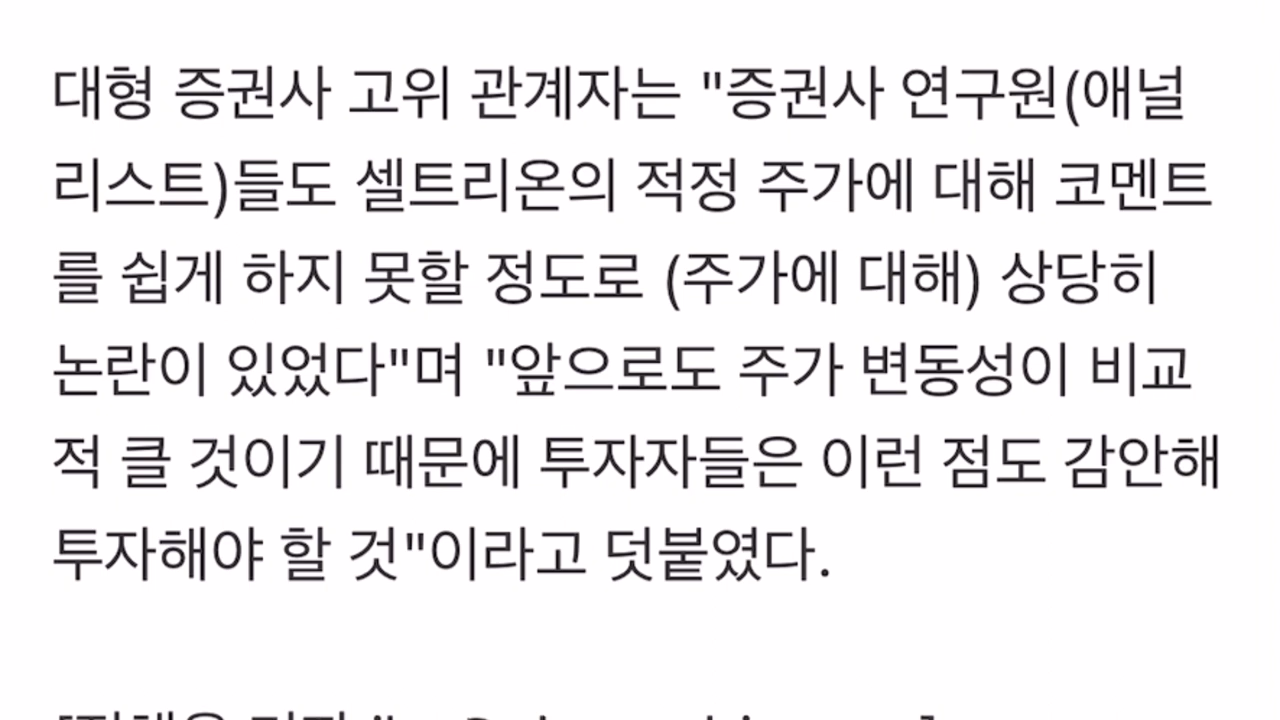 대형 증권사 고위 관계자는 "증권사 연구원(애널
리스트)들도 셀트리온의 적정 주가에 대해 코멘트
를 쉽게 하지 못할 정도로 (주가에 대해) 상당히
논란이 있었다"며 "앞으로도 주가 변동성이 비교
적 클 것이기 때문에 투자자들은 이런 점도 감안해
투자해야 할 것"이라고 덧붙였다.